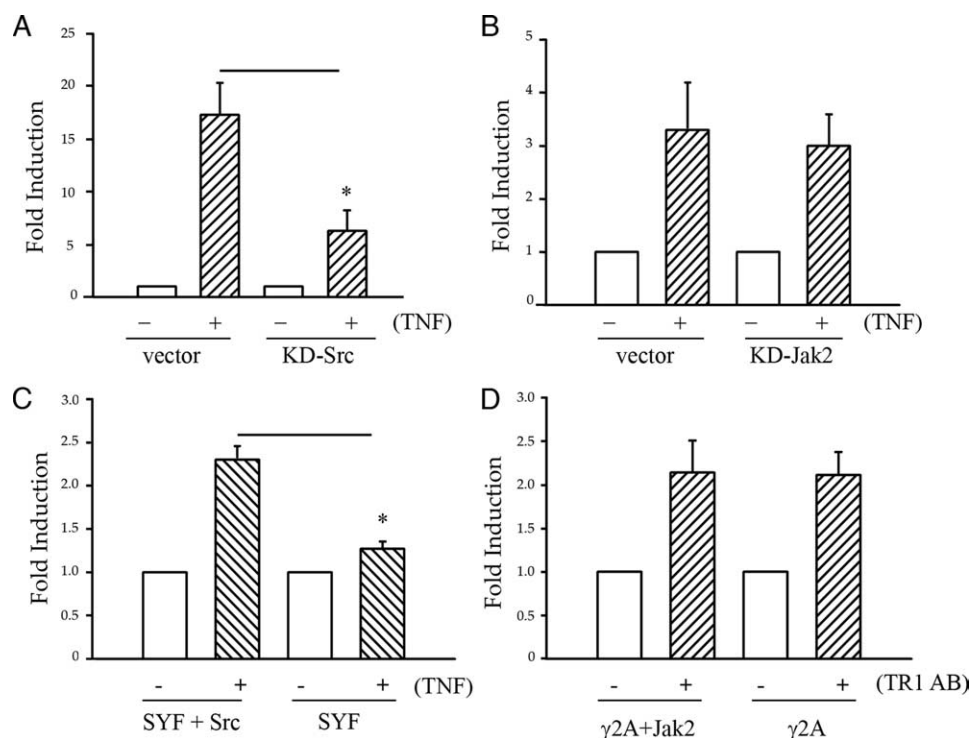 A
Fold Induction
25
20
15
10
5
0
*
– + – + (TNF)
vector KD-Src
B
Fold Induction
5
4
3
2
1
0
– + – + (TNF)
vector KD-Jak2
C
Fold Induction
3.0
2.5
2.0
1.5
1.0
0.5
0
*
- + - + (TNF)
SYF + Src SYF
D
Fold Induction
3.0
2.5
2.0
1.5
1.0
0.5
0
- + - + (TR1 AB)
γ2A+Jak2 γ2A